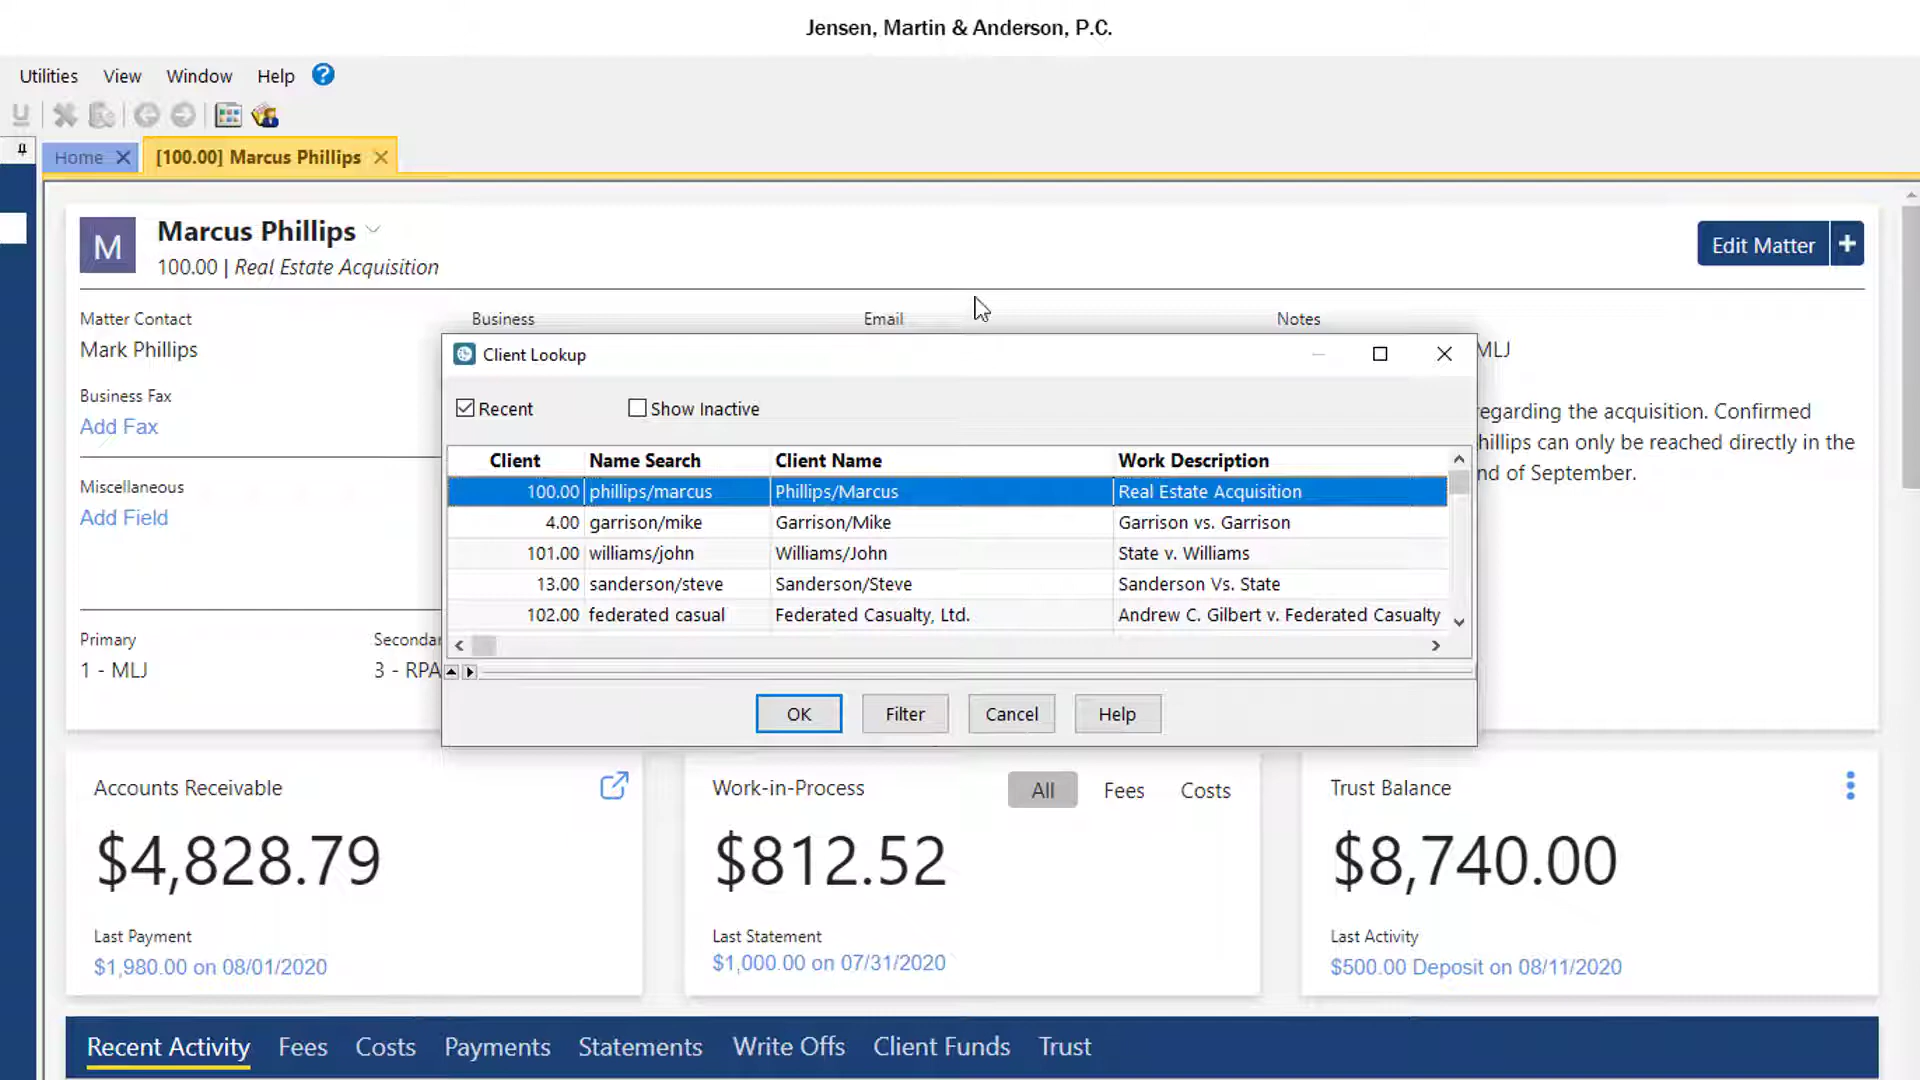 Jensen, Martin & Anderson, P.C.
Utilities View Window Help ?
U
Home [100.00] Marcus Phillips
M
Marcus Phillips
100.00 | Real Estate Acquisition
Edit Matter +
Matter Contact Business Email Notes
Mark Phillips MLJ
Business Fax
Add Fax
egarding the acquisition. Confirmed
hillips can only be reached directly in the
nd of September.
Miscellaneous
Add Field
Primary Seconda
1 - MLJ 3 - RPA
Client Lookup
Recent Show Inactive
Client Name Search Client Name Work Description
100.00 phillips/marcus Phillips/Marcus Real Estate Acquisition
4.00 garrison/mike Garrison/Mike Garrison vs. Garrison
101.00 williams/john Williams/John State v. Williams
13.00 sanderson/steve Sanderson/Steve Sanderson Vs. State
102.00 federated casual Federated Casualty, Ltd. Andrew C. Gilbert v. Federated Casualty
OK Filter Cancel Help
Accounts Receivable
$4,828.79
Last Payment
$1,980.00 on 08/01/2020
Work-in-Process All Fees Costs
$812.52
Last Statement
$1,000.00 on 07/31/2020
Trust Balance
$8,740.00
Last Activity
$500.00 Deposit on 08/11/2020
Recent Activity Fees Costs Payments Statements Write Offs Client Funds Trust